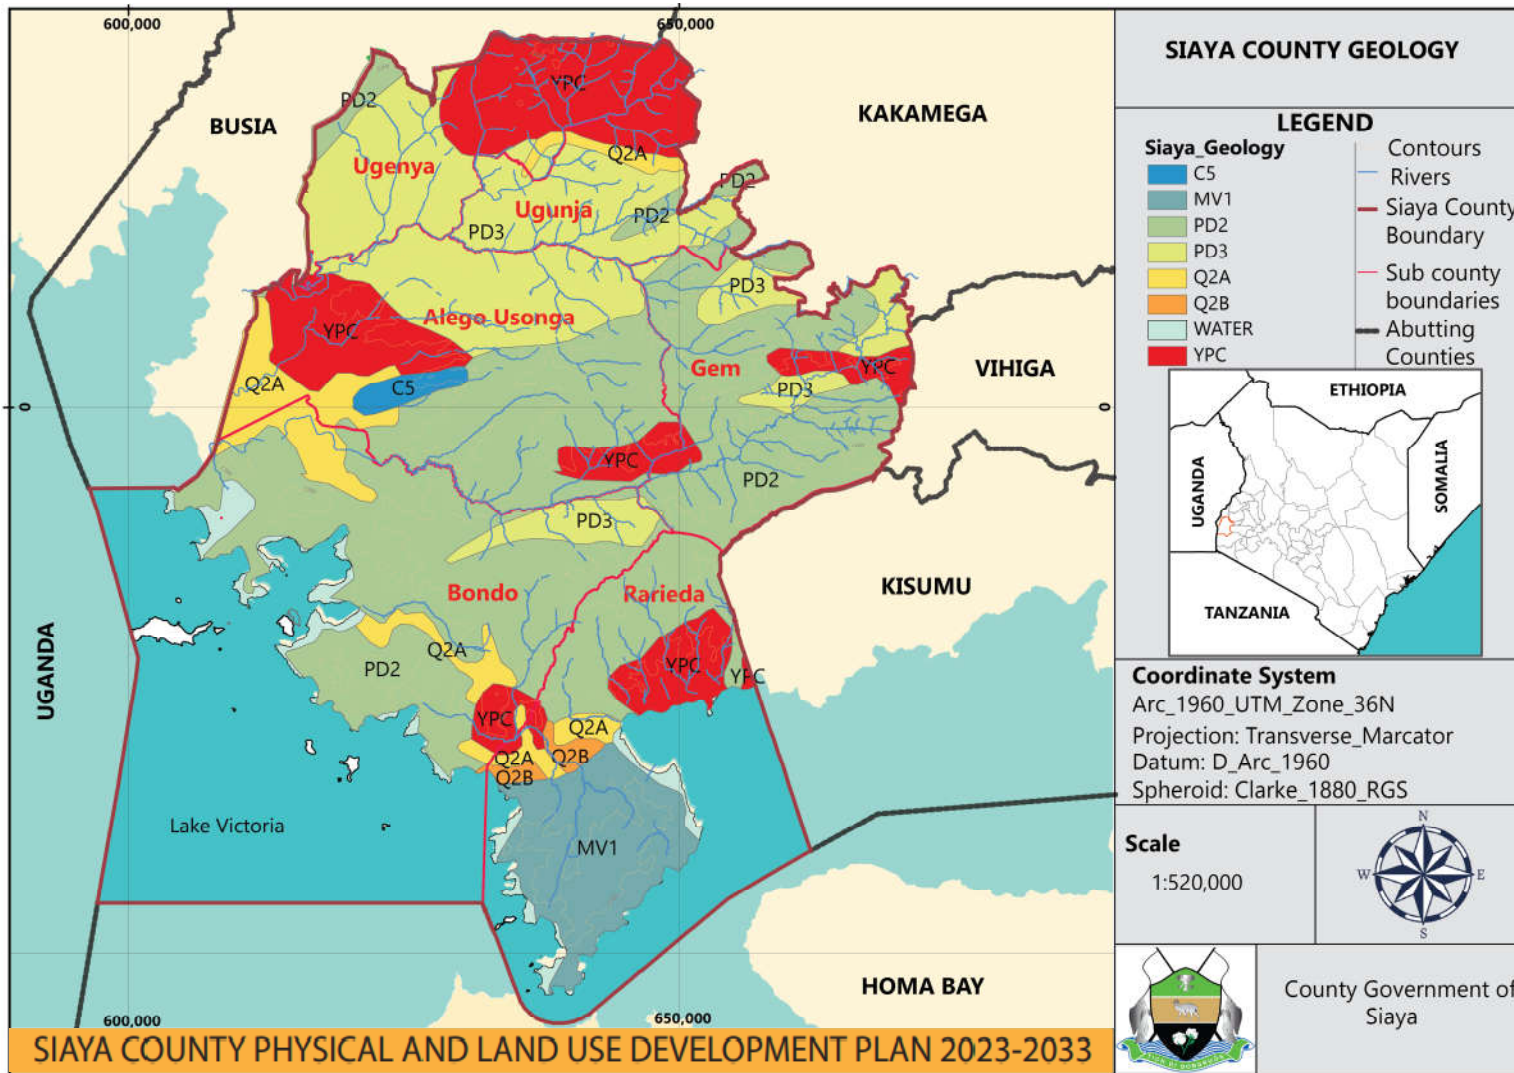 600,000
650,000
BUSIA
KAKAMEGA
YPC
PD2
Q2A
Ugenya
PD2
Ugunja
PD2
PD3
PD3
Alego Usonga
YPC
Gem
YPC
VIHIGA
Q2A
C5
PD3
0
0
YPC
PD2
PD3
Bondo
Rarieda
KISUMU
Q2A
PD2
YPC
YPC
UGANDA
YPC
Q2A
Q2A
Q2B
Q2B
Lake Victoria
MV1
HOMA BAY
600,000
650,000
SIAYA COUNTY PHYSICAL AND LAND USE DEVELOPMENT PLAN 2023-2033
SIAYA COUNTY GEOLOGY
LEGEND
Siaya_Geology
C5
MV1
PD2
PD3
Q2A
Q2B
WATER
YPC
Contours
Rivers
Siaya County
Boundary
Sub county
boundaries
Abutting
Counties
ETHIOPIA
UGANDA
SOMALIA
TANZANIA
Coordinate System
Arc_1960_UTM_Zone_36N
Projection: Transverse_Marcator
Datum: D_Arc_1960
Spheroid: Clarke_1880_RGS
Scale
1:520,000
N
W
E
S
County Government of
Siaya